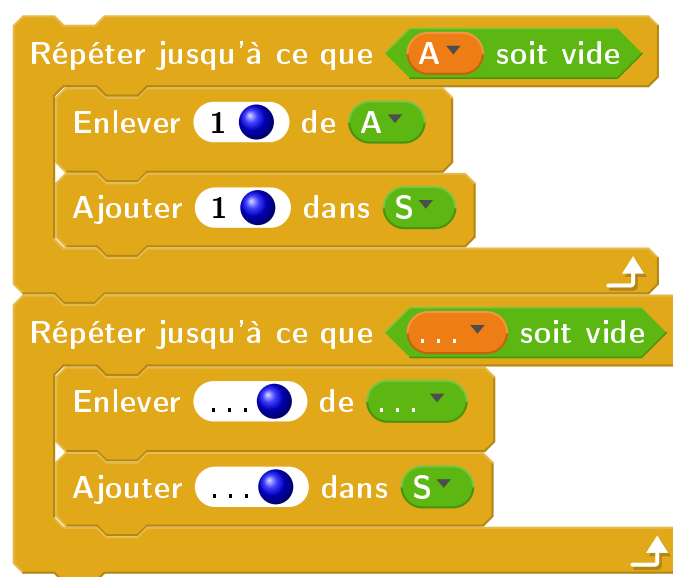 Répéter jusqu'à ce que A soit vide
Enlever 1 de A
Ajouter 1 dans S
Répéter jusqu'à ce que ... soit vide
Enlever ... de ...
Ajouter ... dans S